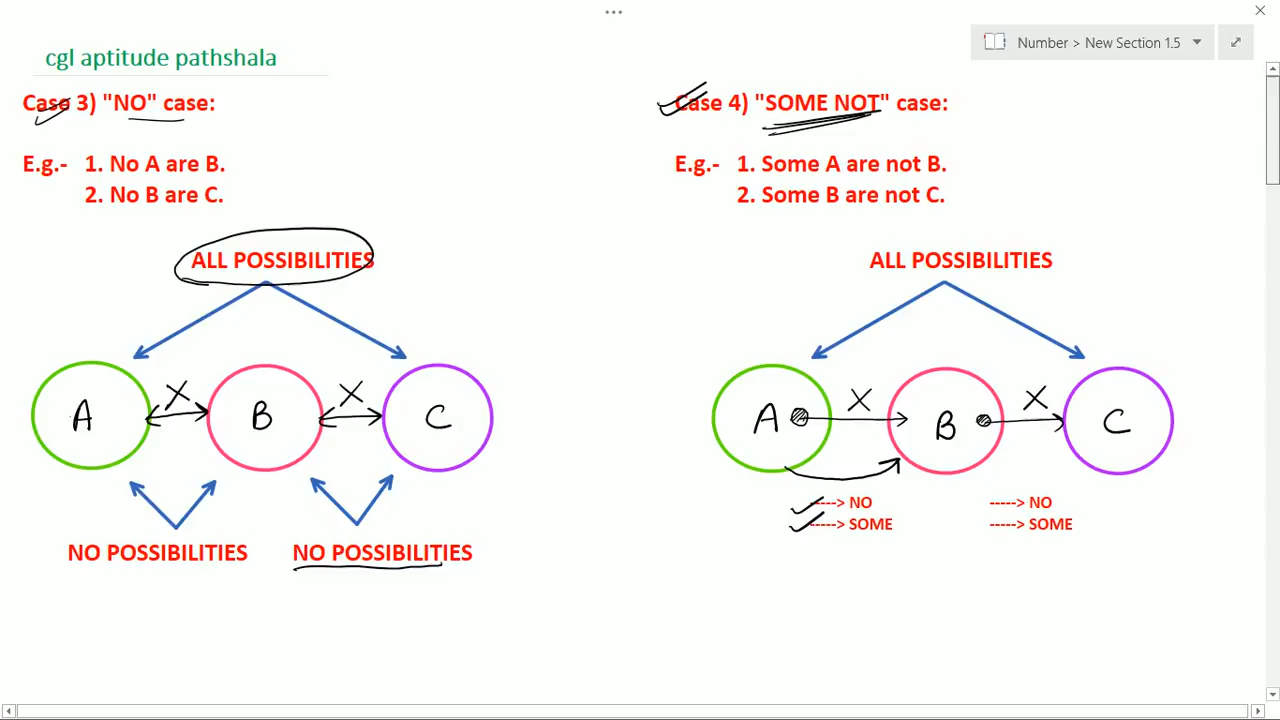 Number > New Section 1.5
cgl aptitude pathshala
Case 3) "NO" case:
E.g.- 1. No A are B.
2. No B are C.
ALL POSSIBILITIES
X X
A B C
NO POSSIBILITIES NO POSSIBILITIES
Case 4) "SOME NOT" case:
E.g.- 1. Some A are not B.
2. Some B are not C.
ALL POSSIBILITIES
X X
A B C
-----> NO -----> NO
-----> SOME -----> SOME